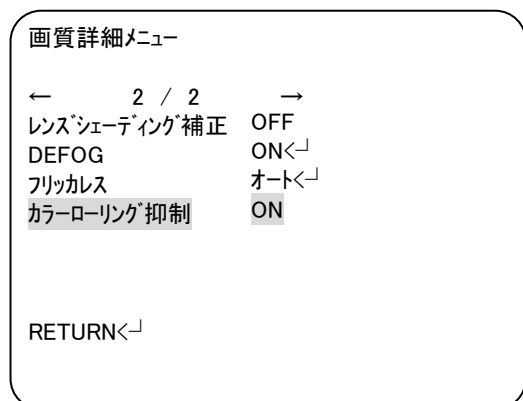 画質詳細ﾒﾆｭｰ
← 2 / 2 →
ﾚﾝｽﾞｼｪｰﾃﾞｨﾝｸﾞ補正 OFF
DEFOG ON<┘
ﾌﾘｯｶﾚｽ ｵｰﾄ<┘
ｶﾗｰﾛｰﾘﾝｸﾞ抑制 ON
RETURN<┘